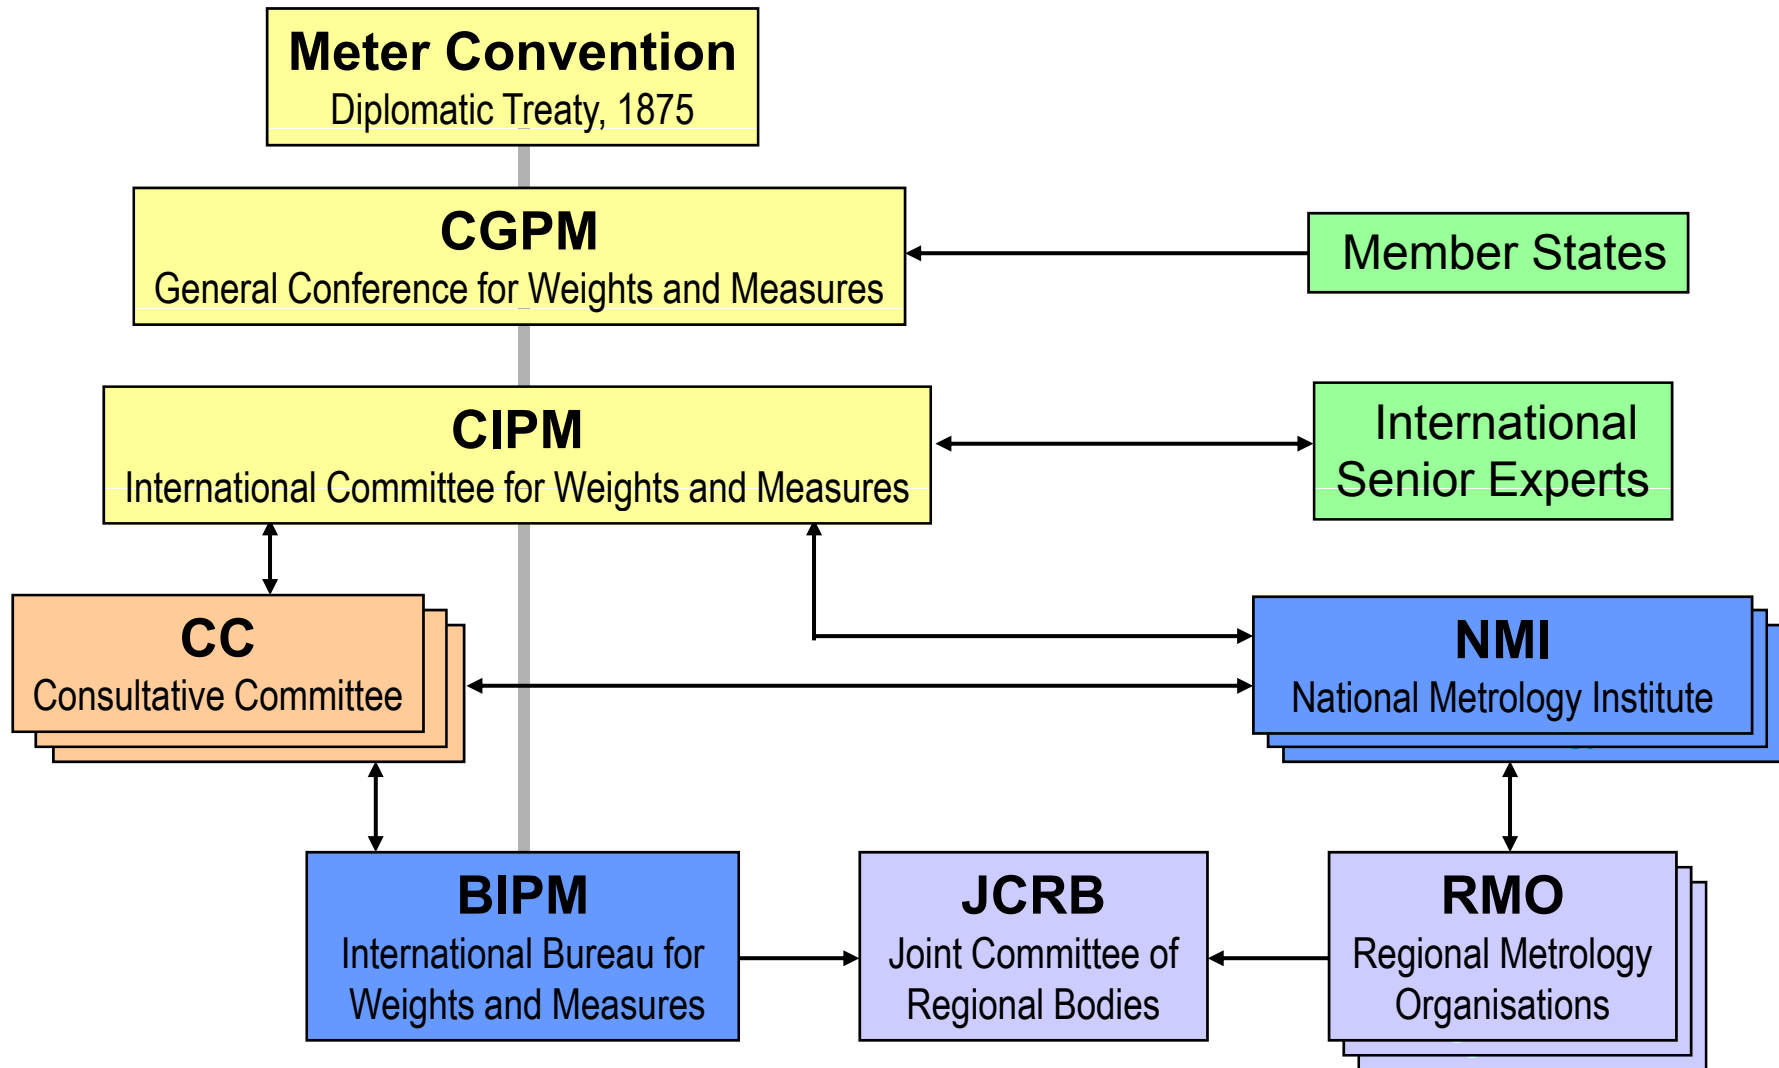 Meter Convention
Diplomatic Treaty, 1875
CGPM
General Conference for Weights and Measures
Member States
CIPM
International Committee for Weights and Measures
International
Senior Experts
CC
Consultative Committee
NMI
National Metrology Institute
BIPM
International Bureau for
Weights and Measures
JCRB
Joint Committee of
Regional Bodies
RMO
Regional Metrology
Organisations